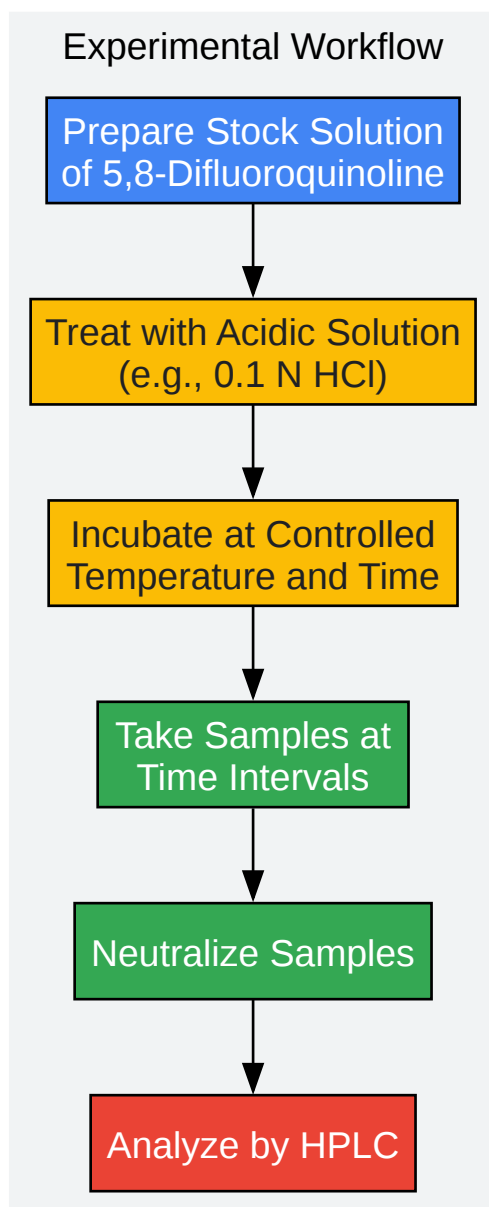 Experimental Workflow
Prepare Stock Solution
of 5,8-Difluoroquinoline
Treat with Acidic Solution
(e.g., 0.1 N HCl)
Incubate at Controlled
Temperature and Time
Take Samples at
Time Intervals
Neutralize Samples
Analyze by HPLC